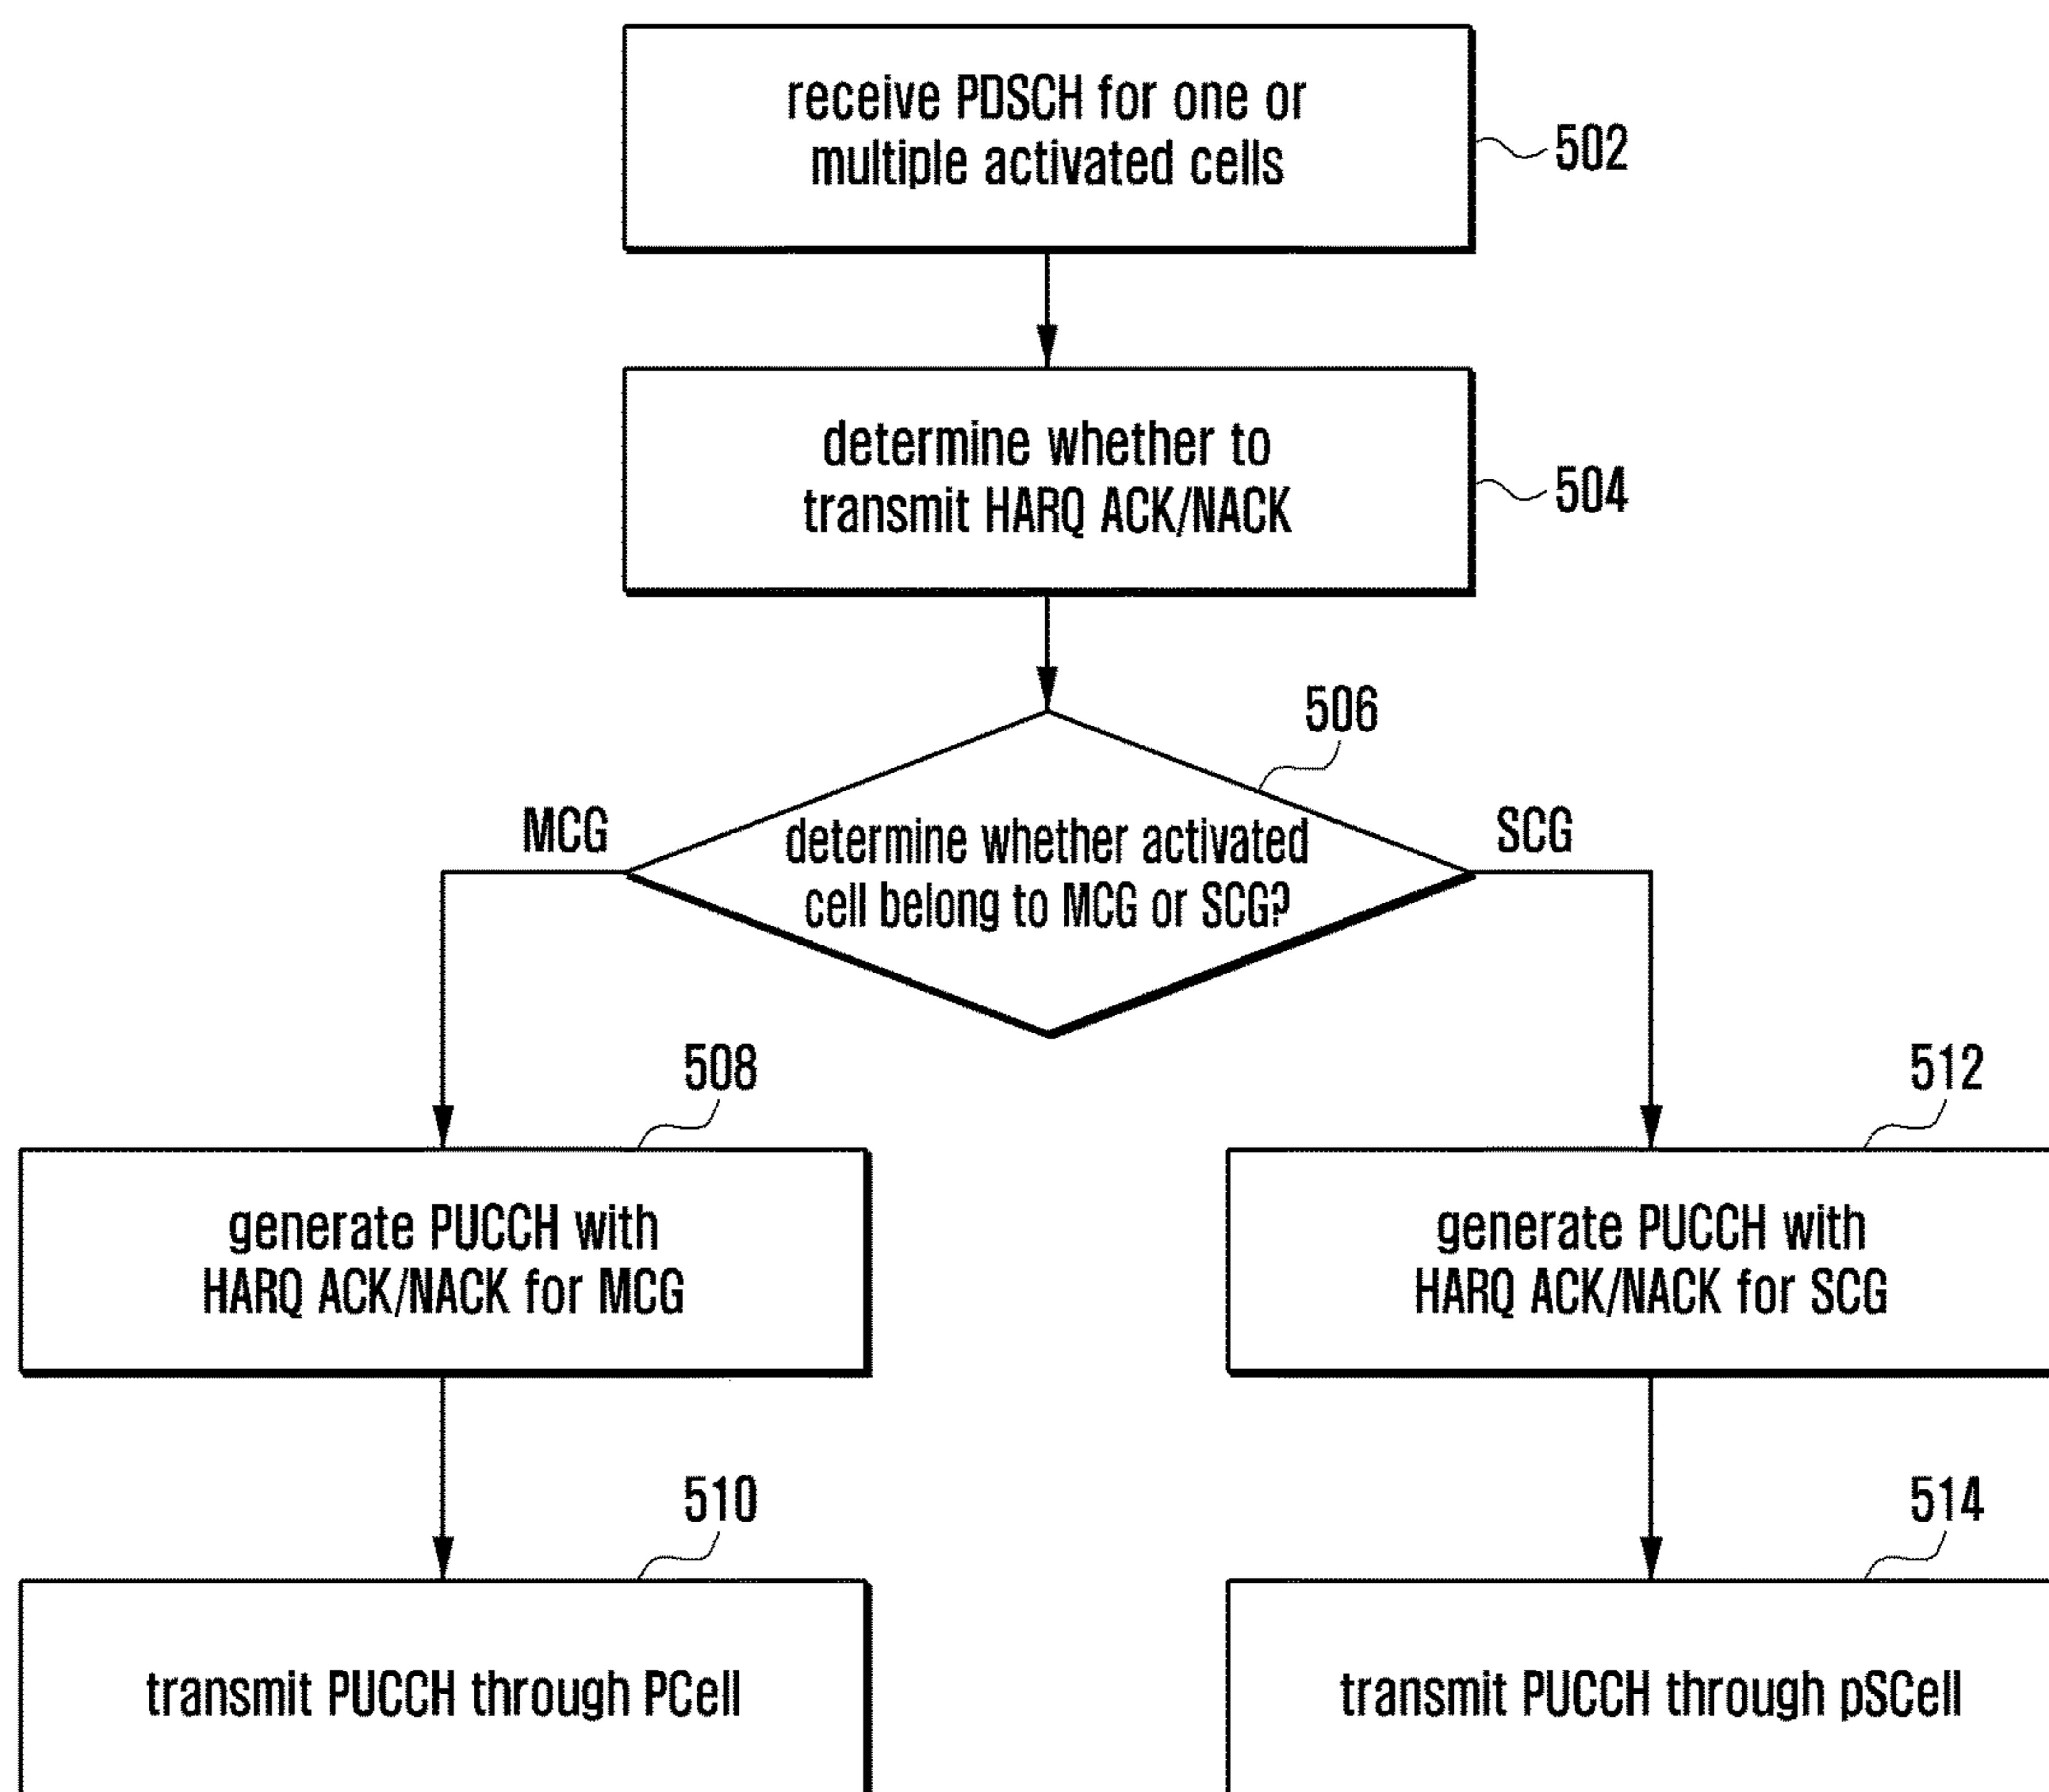 receive PDSCH for one or
multiple activated cells
502
determine whether to
transmit HARQ ACK/NACK
504
506
MCG
determine whether activated
cell belong to MCG or SCG?
SCG
508
generate PUCCH with
HARQ ACK/NACK for MCG
512
generate PUCCH with
HARQ ACK/NACK for SCG
510
transmit PUCCH through PCell
514
transmit PUCCH through pSCell